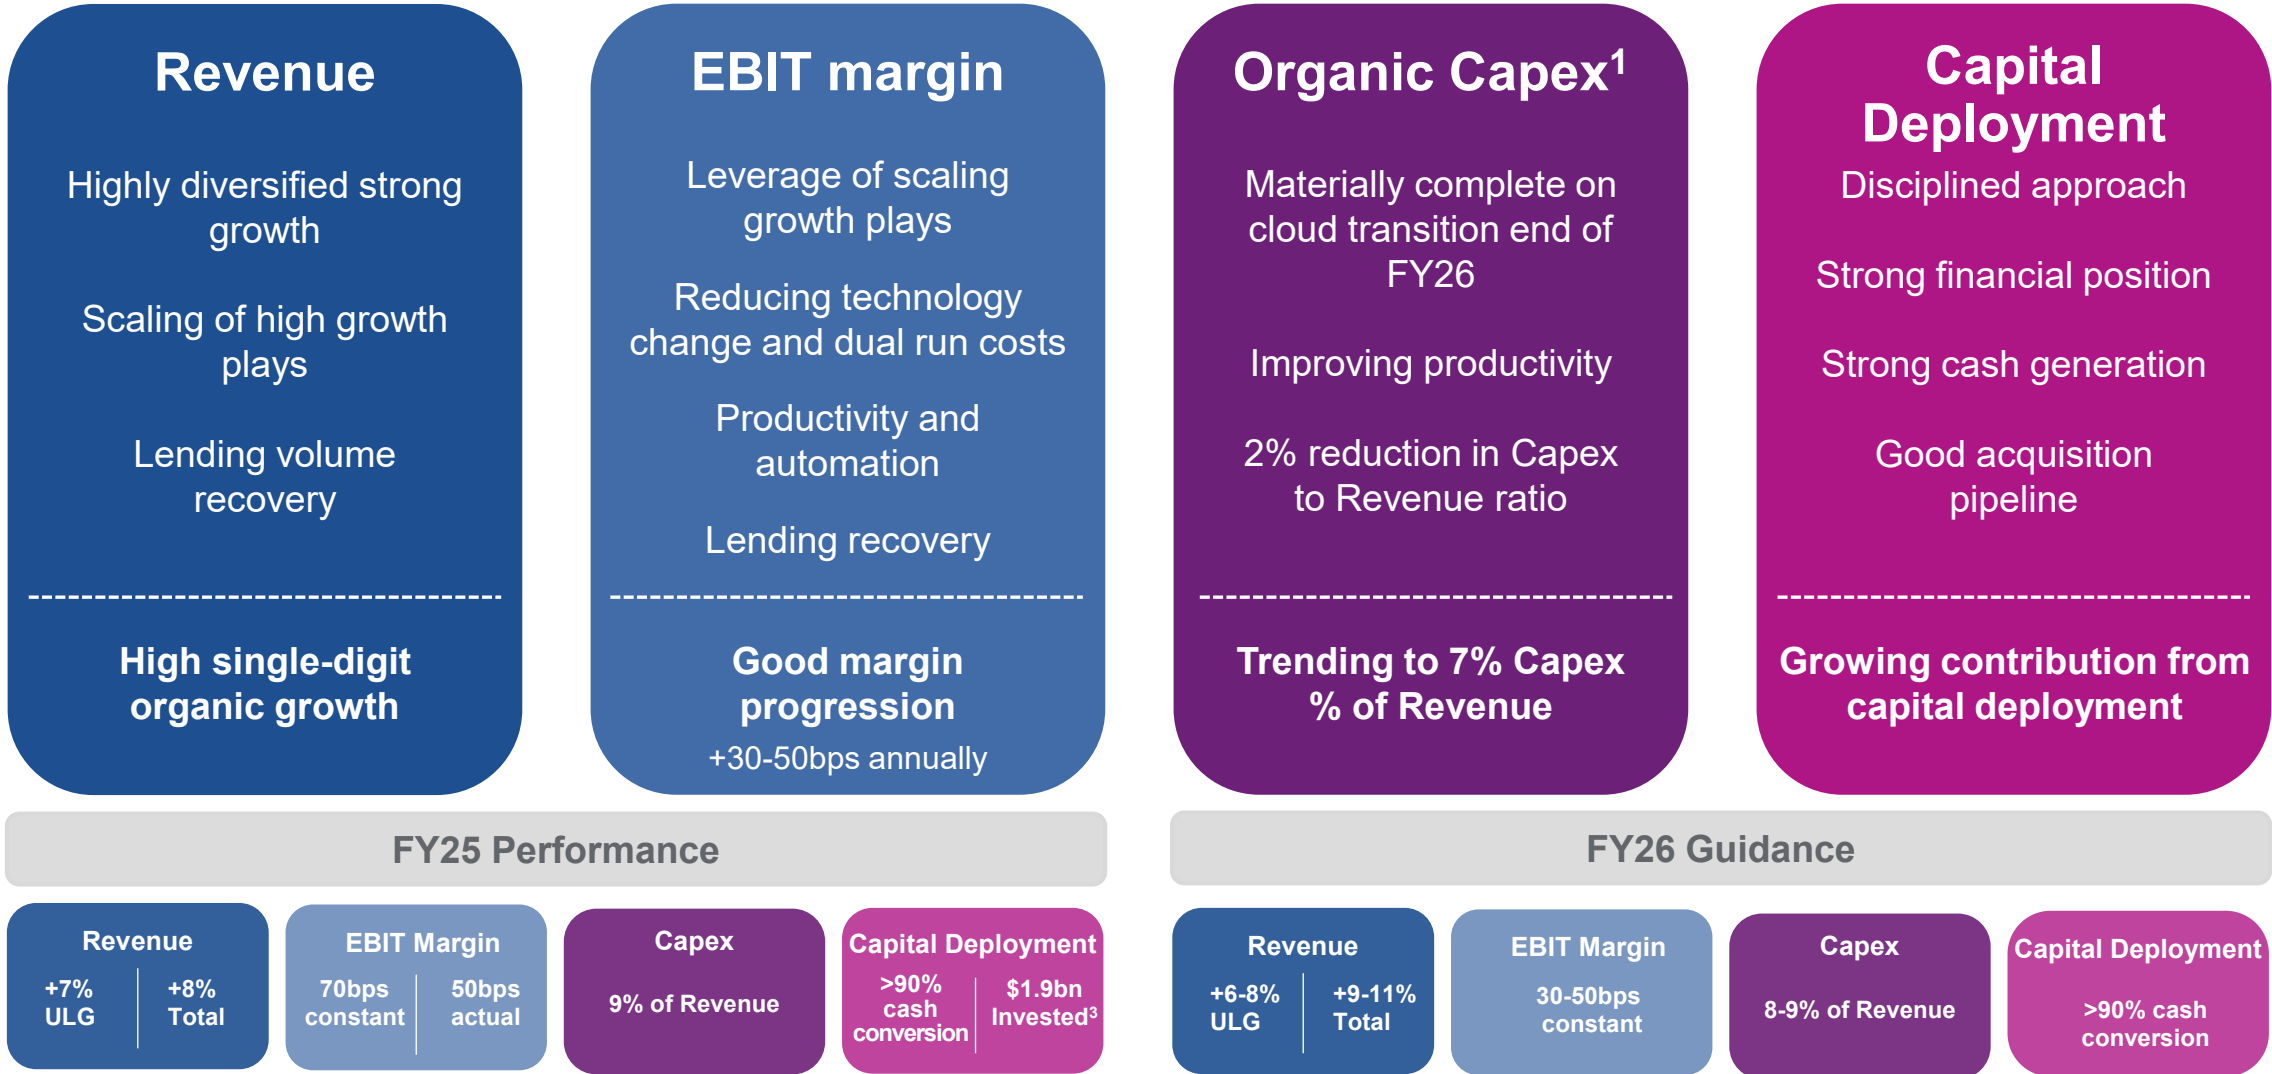 Revenue
Highly diversified strong
growth
Scaling of high growth
plays
Lending volume
recovery
High single-digit
organic growth
EBIT margin
Leverage of scaling
growth plays
Reducing technology
change and dual run costs
Productivity and
automation
Lending recovery
Good margin
progression
+30-50bps annually
Organic Capex¹
Materially complete on
cloud transition end of
FY26
Improving productivity
2% reduction in Capex
to Revenue ratio
Trending to 7% Capex
% of Revenue
Capital
Deployment
Disciplined approach
Strong financial position
Strong cash generation
Good acquisition
pipeline
Growing contribution from
capital deployment
FY25 Performance
Revenue
+7%
ULG
+8%
Total
EBIT Margin
70bps
constant
50bps
actual
Capex
9% of Revenue
Capital Deployment
>90%
cash
conversion
$1.9bn
Invested³
FY26 Guidance
Revenue
+6-8%
ULG
+9-11%
Total
EBIT Margin
30-50bps
constant
Capex
8-9% of Revenue
Capital Deployment
>90% cash
conversion